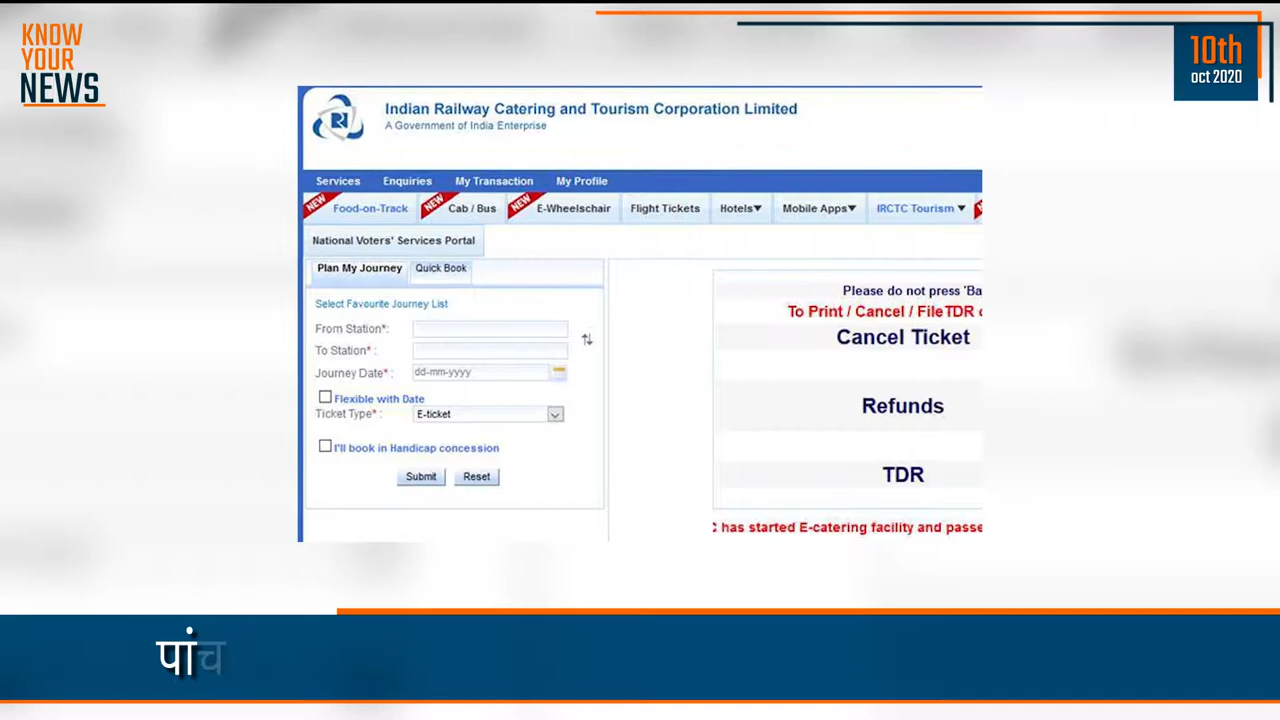 KNOW
YOUR
NEWS
10th
oct 2020
Indian Railway Catering and Tourism Corporation Limited
A Government of India Enterprise
Services Enquiries My Transaction My Profile
NEW Food-on-Track NEW Cab / Bus NEW E-Wheelschair Flight Tickets Hotels▼ Mobile Apps▼ IRCTC Tourism ▼
National Voters' Services Portal
Plan My Journey Quick Book
Select Favourite Journey List
From Station*:
To Station* :
Journey Date* : dd-mm-yyyy
Flexible with Date
Ticket Type* : E-ticket
I'll book in Handicap concession
Submit Reset
Please do not press 'Ba
To Print / Cancel / File TDR
Cancel Ticket
Refunds
TDR
has started E-catering facility and passe
पांच